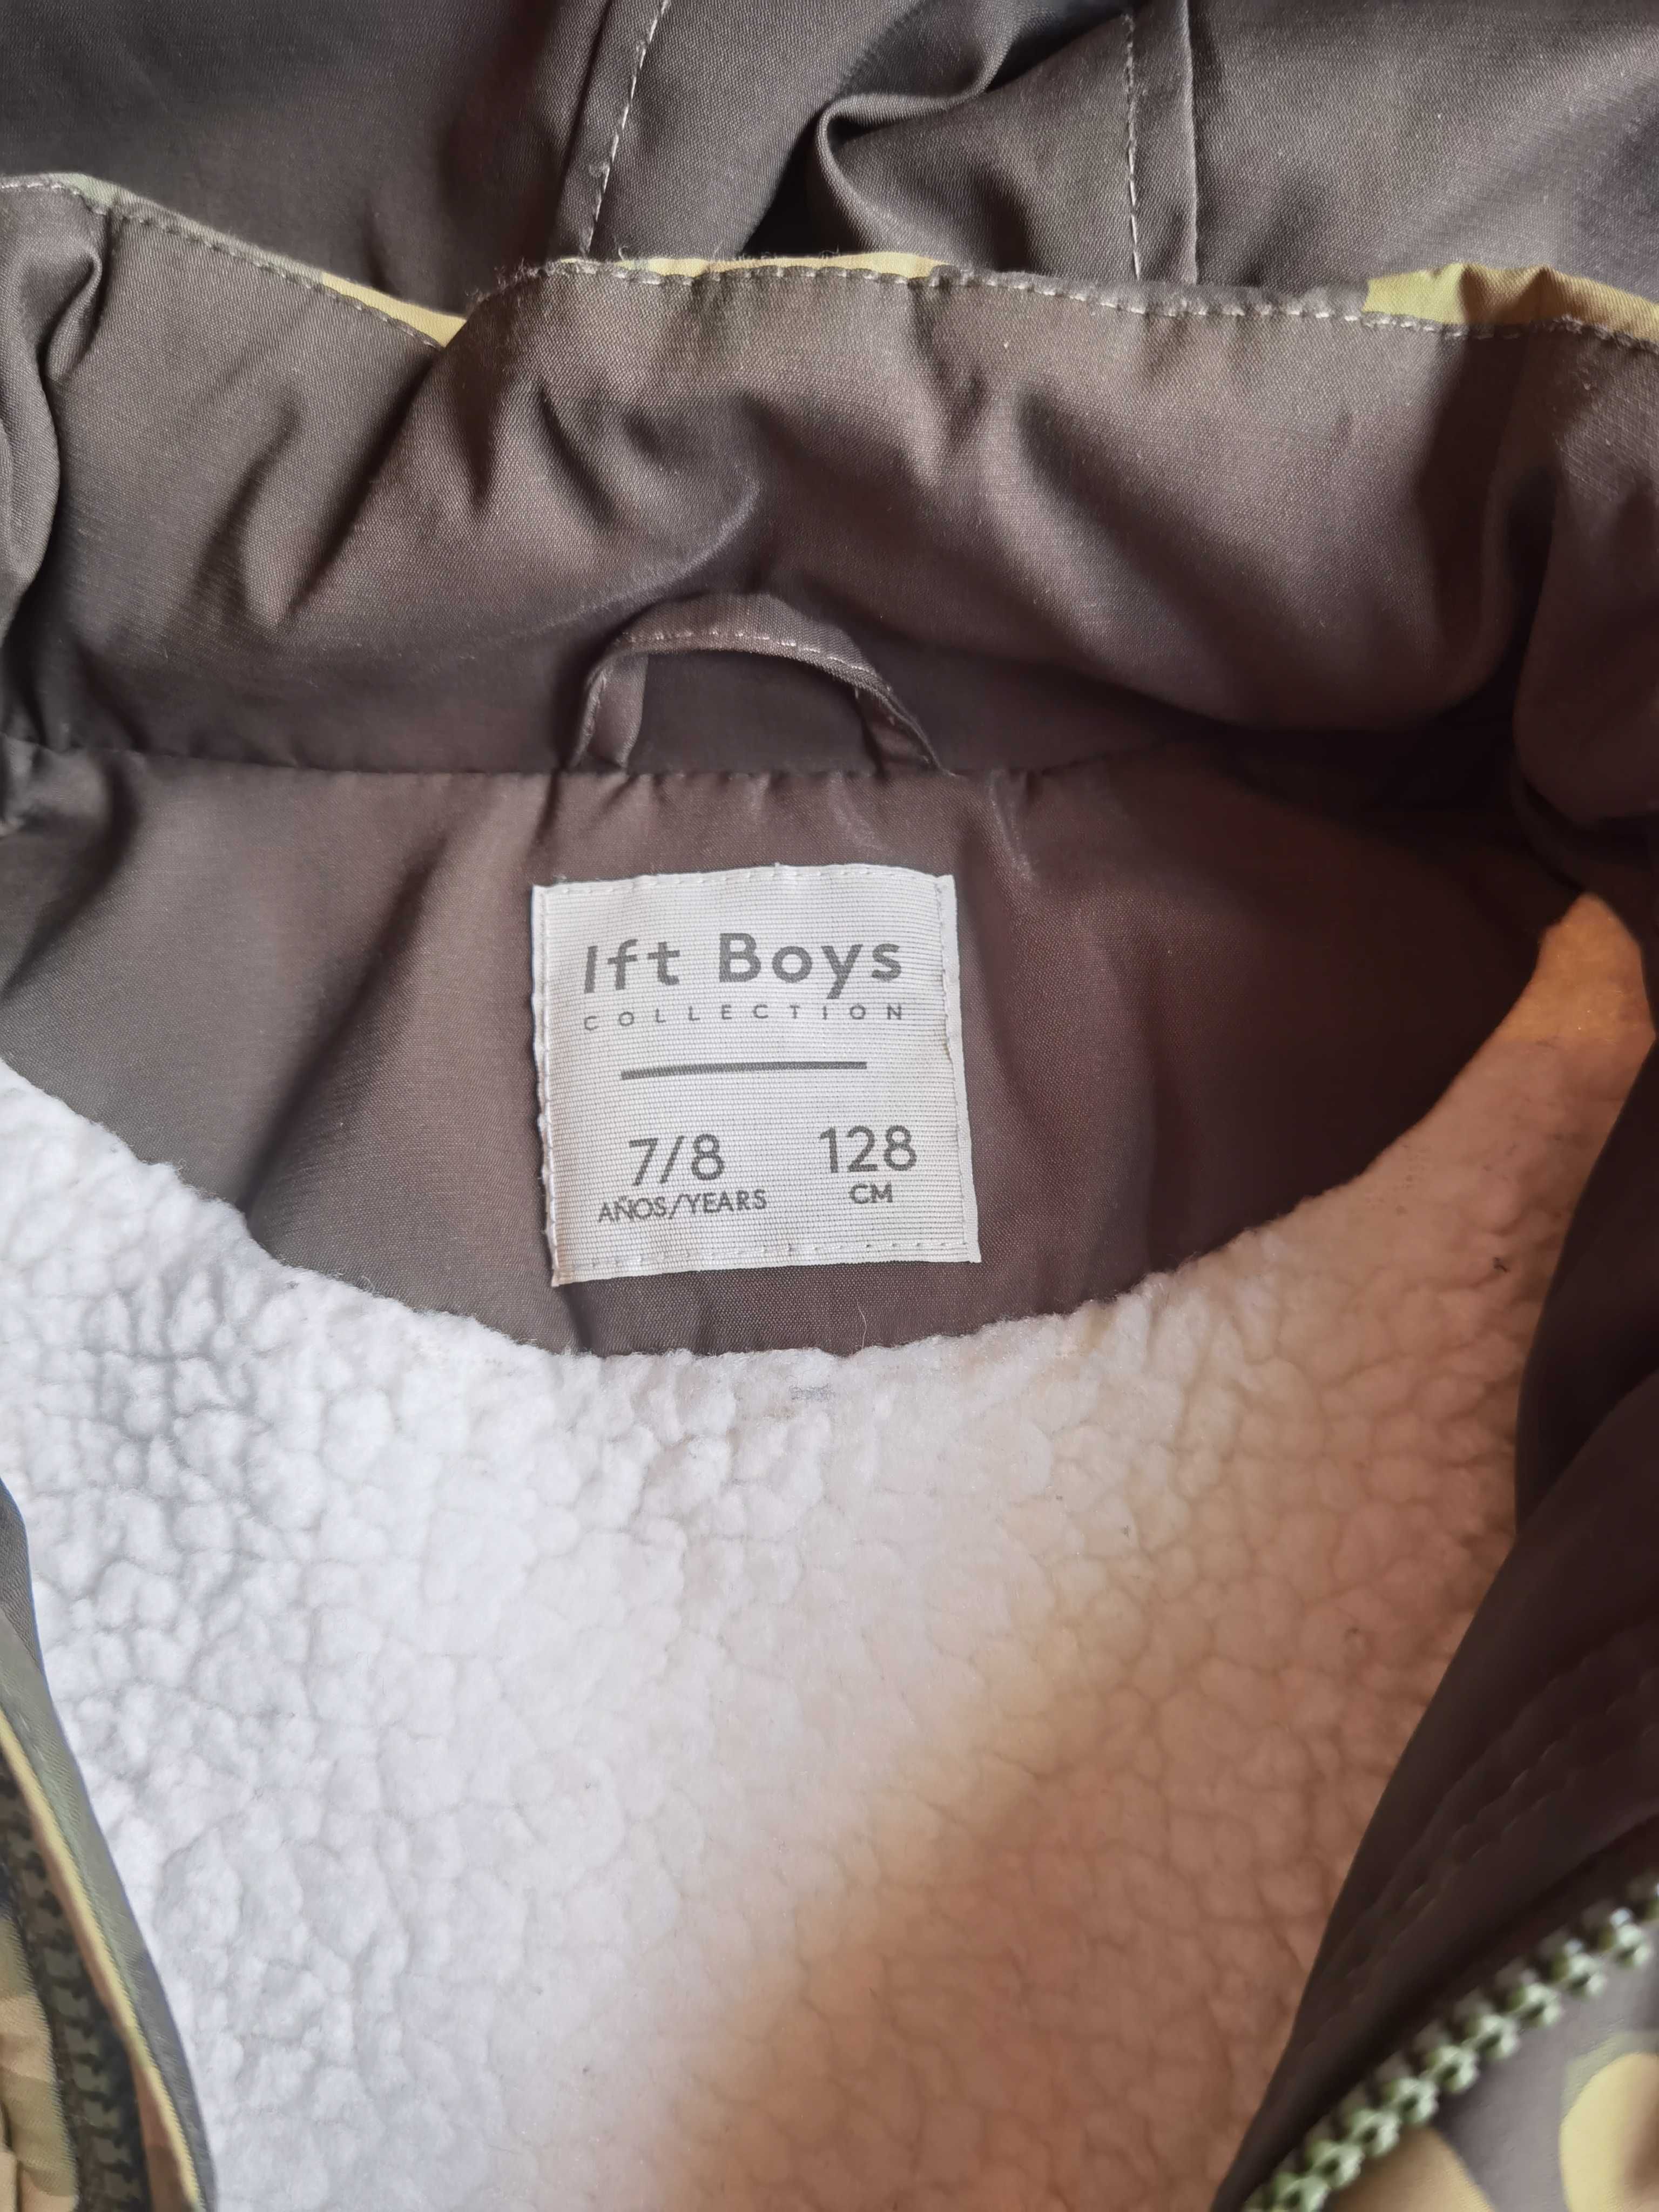 lft Boys
COLLECTION
7/8 128
AÑOS/YEARS CM